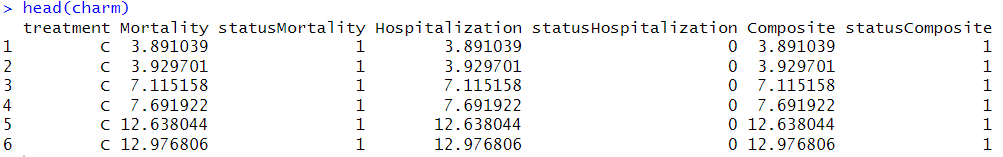 > head(charm)
  treatment Mortality statusMortality Hospitalization statusHospitalization Composite statusComposite
1         C  3.891039               1        3.891039                     0  3.891039               1
2         C  3.929701               1        3.929701                     0  3.929701               1
3         C  7.115158               1        7.115158                     0  7.115158               1
4         C  7.691922               1        7.691922                     0  7.691922               1
5         C 12.638044               1       12.638044                     0 12.638044               1
6         C 12.976806               1       12.976806                     0 12.976806               1